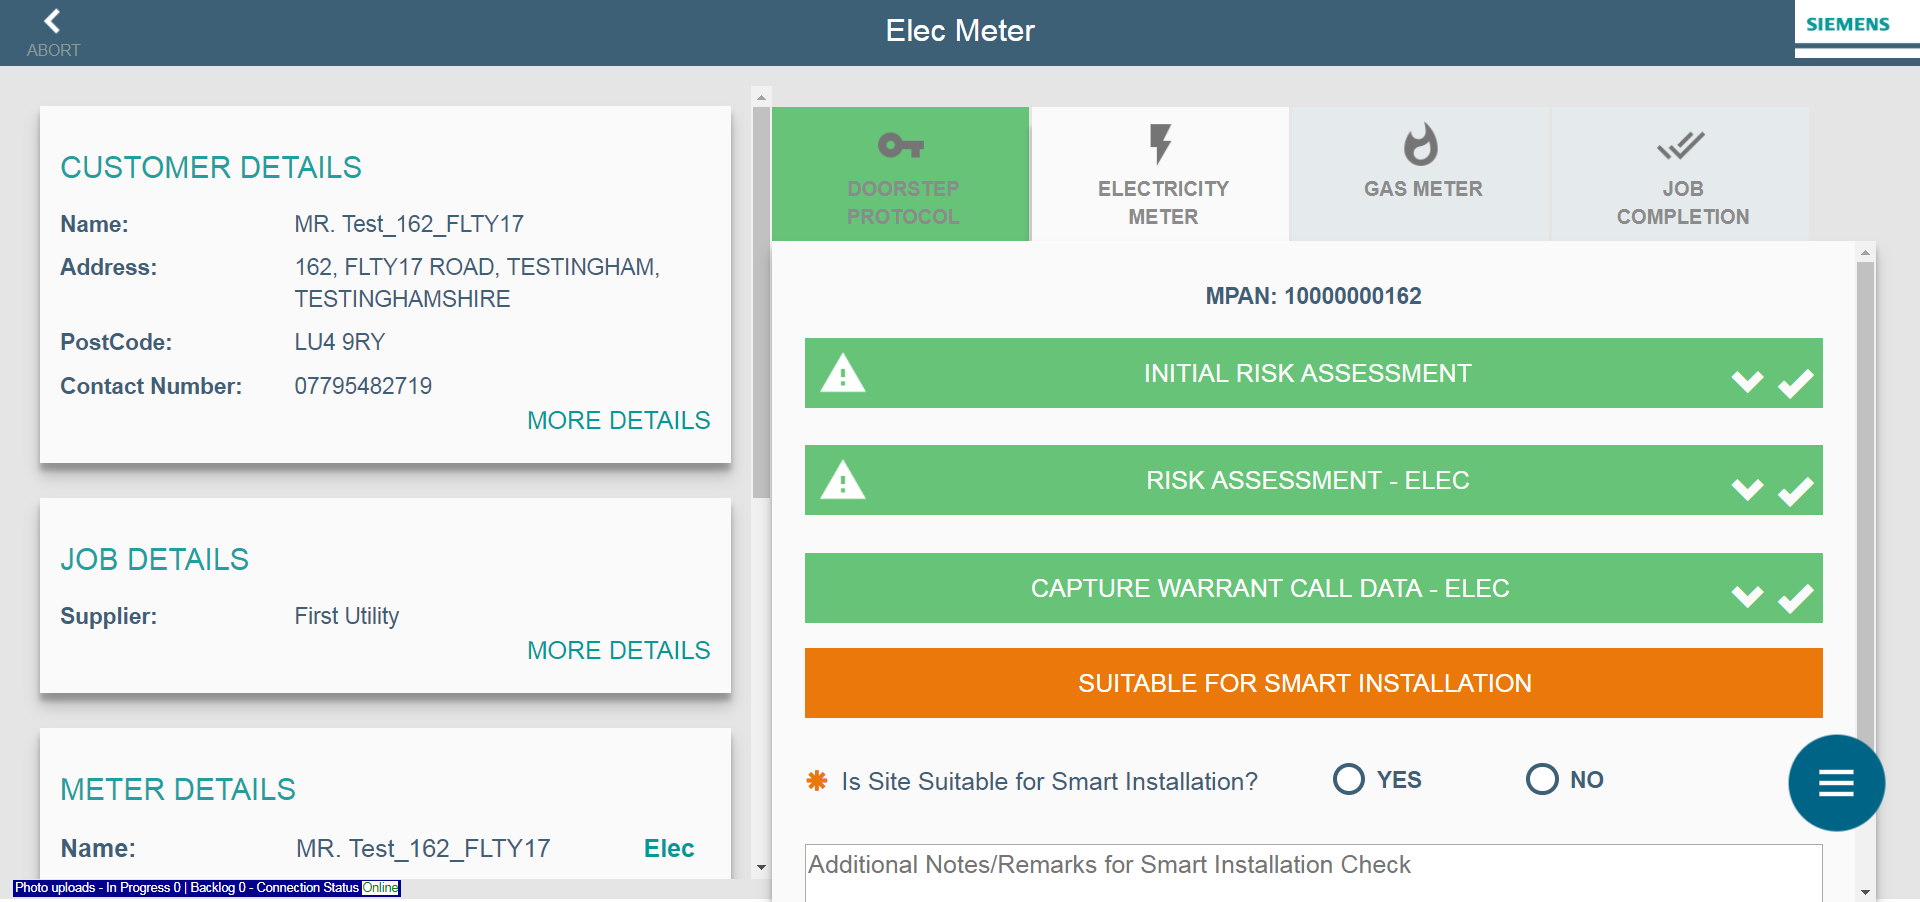 ABORT
Elec Meter
SIEMENS
CUSTOMER DETAILS
Name: MR. Test_162_FLTY17
Address: 162, FLTY17 ROAD, TESTINGHAM,
TESTINGHAMSHIRE
PostCode: LU4 9RY
Contact Number: 07795482719
MORE DETAILS
JOB DETAILS
Supplier: First Utility
MORE DETAILS
METER DETAILS
Name: MR. Test_162_FLTY17 Elec
Photo uploads - In Progress 0 | Backlog 0 - Connection Status Online
DOORSTEP
PROTOCOL
ELECTRICITY
METER
GAS METER
JOB
COMPLETION
MPAN: 10000000162
INITIAL RISK ASSESSMENT
RISK ASSESSMENT - ELEC
CAPTURE WARRANT CALL DATA - ELEC
SUITABLE FOR SMART INSTALLATION
✱ Is Site Suitable for Smart Installation? YES NO
Additional Notes/Remarks for Smart Installation Check